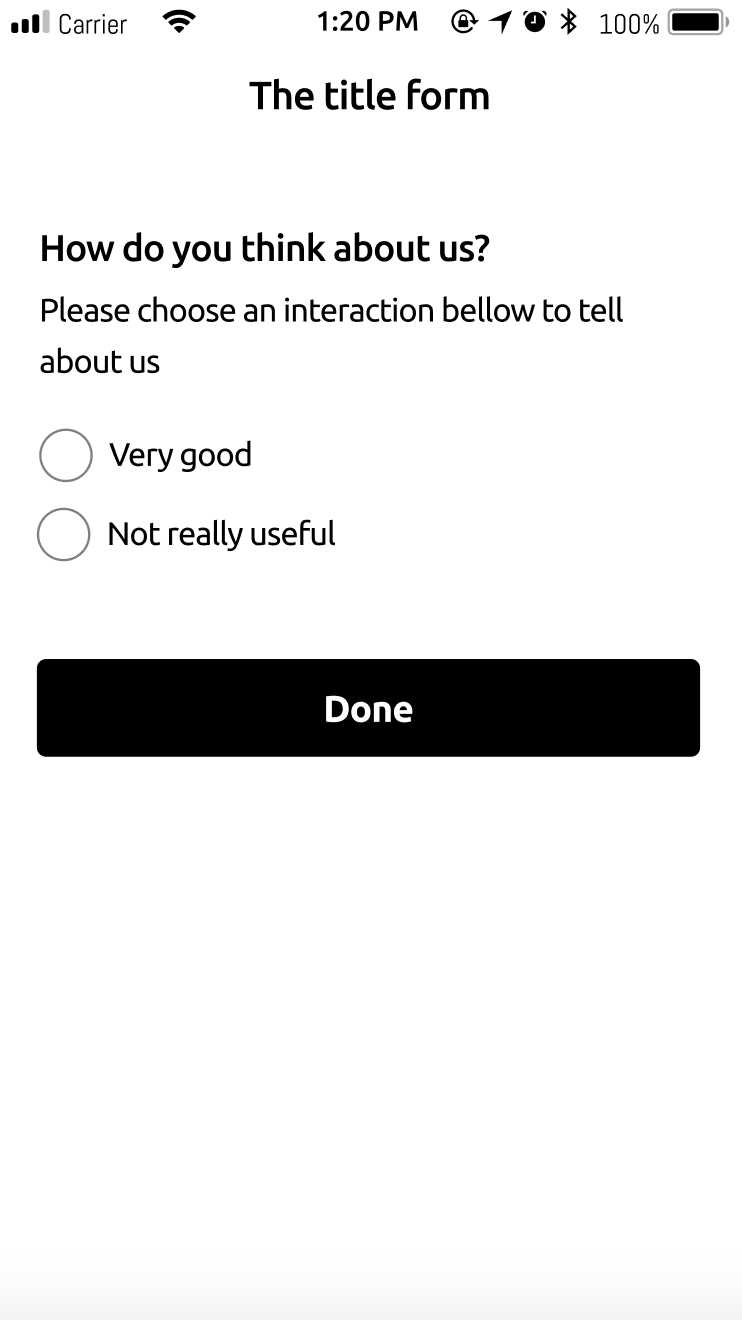 Carrier 1:20 PM 100%
The title form
How do you think about us?
Please choose an interaction bellow to tell
about us
Very good
Not really useful
Done